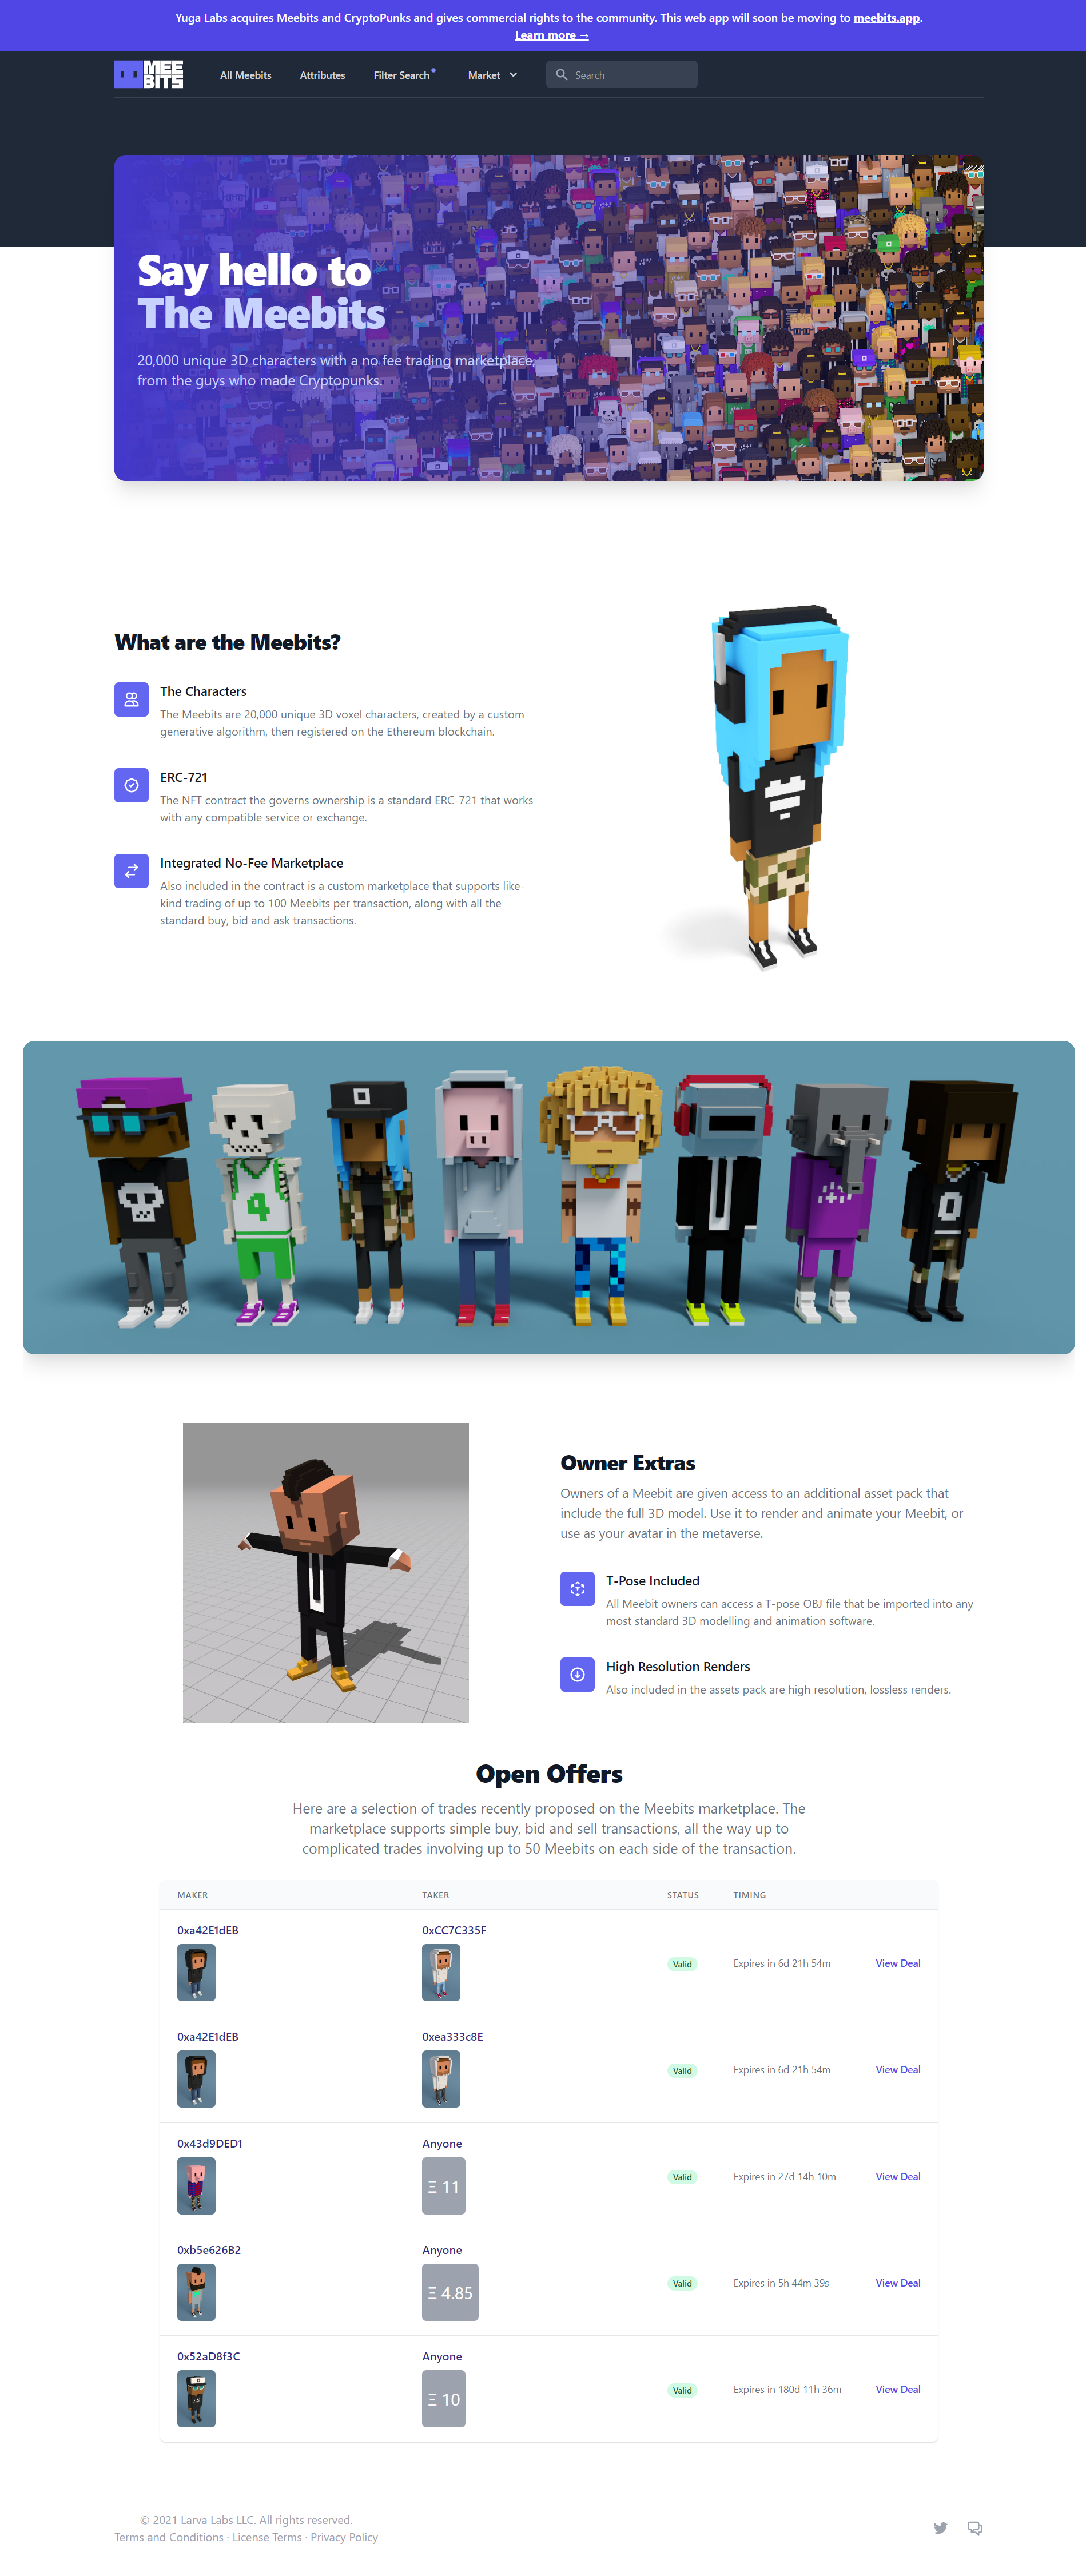 Yuga Labs acquires Meebits and CryptoPunks and gives commercial rights to the community. This web app will soon be moving to meebits.app.
Learn more →
MEE
BITS
All Meebits
Attributes
Filter Search
Market
Search
Say hello to
The Meebits
20,000 unique 3D characters with a no fee trading marketplace,
from the guys who made Cryptopunks.
What are the Meebits?
The Characters
The Meebits are 20,000 unique 3D voxel characters, created by a custom
generative algorithm, then registered on the Ethereum blockchain.
ERC-721
The NFT contract the governs ownership is a standard ERC-721 that works
with any compatible service or exchange.
Integrated No-Fee Marketplace
Also included in the contract is a custom marketplace that supports like-
kind trading of up to 100 Meebits per transaction, along with all the
standard buy, bid and ask transactions.
4
0
Owner Extras
Owners of a Meebit are given access to an additional asset pack that
include the full 3D model. Use it to render and animate your Meebit, or
use as your avatar in the metaverse.
T-Pose Included
All Meebit owners can access a T-pose OBJ file that be imported into any
most standard 3D modelling and animation software.
High Resolution Renders
Also included in the assets pack are high resolution, lossless renders.
Open Offers
Here are a selection of trades recently proposed on the Meebits marketplace. The
marketplace supports simple buy, bid and sell transactions, all the way up to
complicated trades involving up to 50 Meebits on each side of the transaction.
MAKER TAKER STATUS TIMING
0xa42E1dEB 0xCC7C335F
Valid Expires in 6d 21h 54m View Deal
0xa42E1dEB 0xea333c8E
Valid Expires in 6d 21h 54m View Deal
0x43d9DED1 Anyone
Ξ 11 Valid Expires in 27d 14h 10m View Deal
0xb5e626B2 Anyone
Ξ 4.85 Valid Expires in 5h 44m 39s View Deal
0x52aD8f3C Anyone
Ξ 10 Valid Expires in 180d 11h 36m View Deal
© 2021 Larva Labs LLC. All rights reserved.
Terms and Conditions · License Terms · Privacy Policy